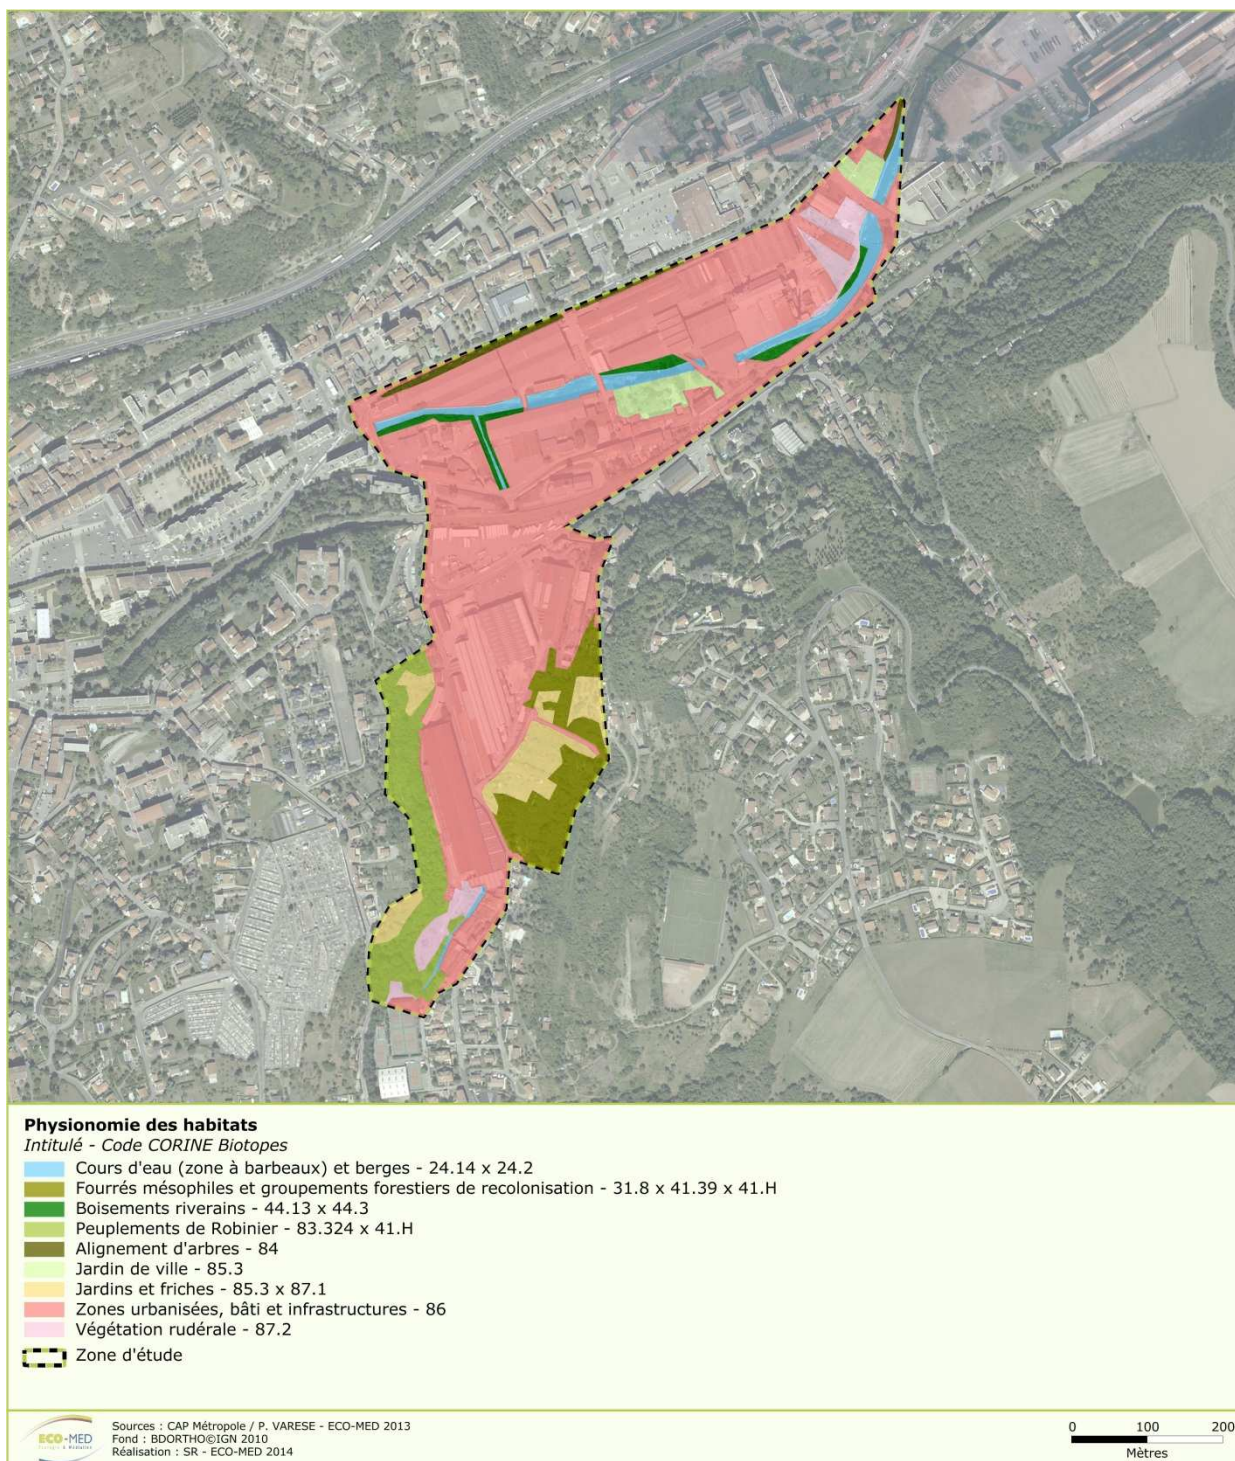 Physionomie des habitats
Intitulé - Code CORINE Biotopes
Cours d'eau (zone à barbeaux) et berges - 24.14 x 24.2
Fourrés mésophiles et groupements forestiers de recolonisation - 31.8 x 41.39 x 41.H
Boisements riverains - 44.13 x 44.3
Peuplements de Robinier - 83.324 x 41.H
Alignement d'arbres - 84
Jardin de ville - 85.3
Jardins et friches - 85.3 x 87.1
Zones urbanisées, bâti et infrastructures - 86
Végétation rudérale - 87.2
Zone d'étude
ECO-MED
Sources : CAP Métropole / P. VARESE - ECO-MED 2013
Fond : BDORTHO©IGN 2010
Réalisation : SR - ECO-MED 2014
0 100 200
Mètres